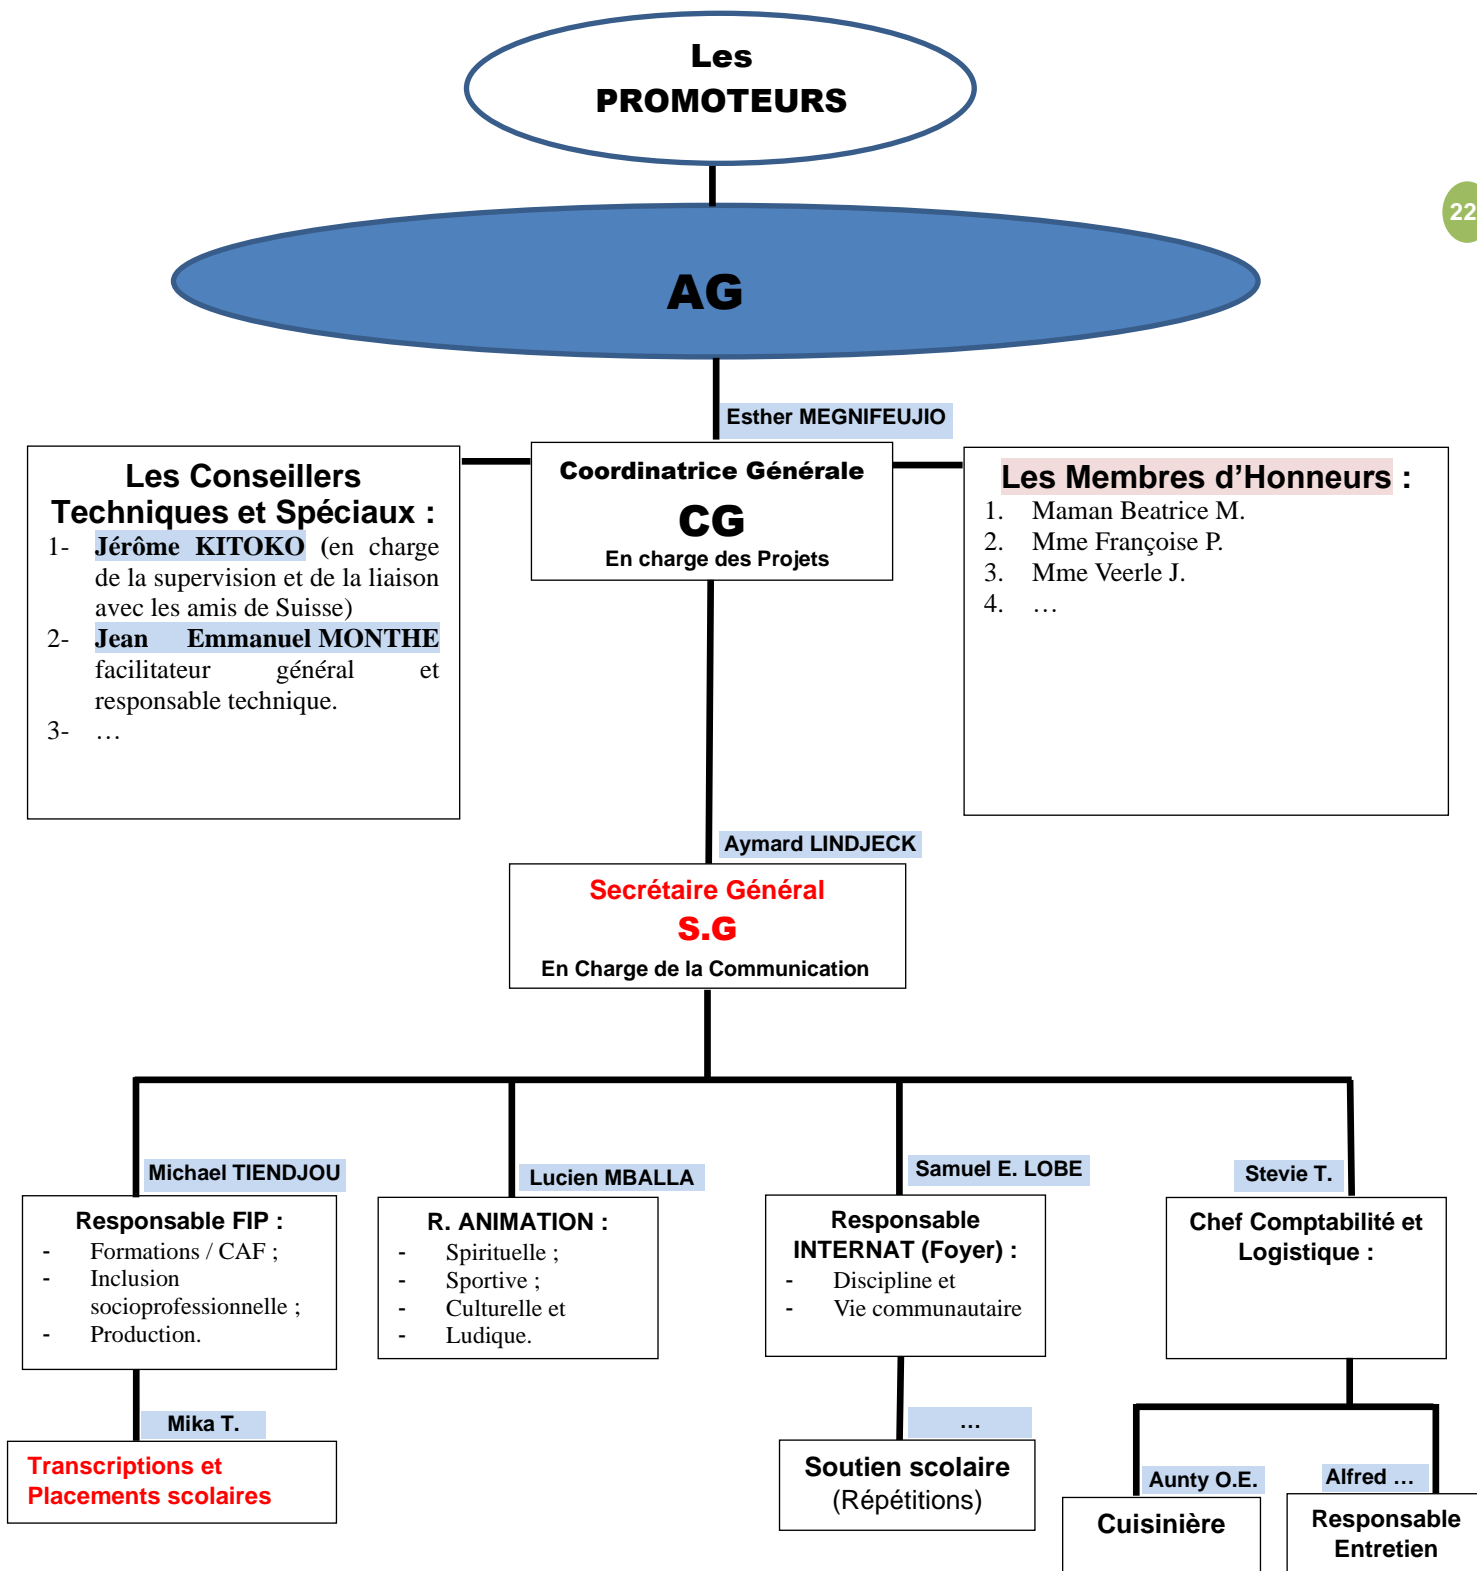 Les
PROMOTEURS
22
AG
Esther MEGNIFEUJIO
Les Conseillers
Techniques et Spéciaux :
1- Jérôme KITOKO (en charge
de la supervision et de la liaison
avec les amis de Suisse)
2- Jean Emmanuel MONTHE
facilitateur général et
responsable technique.
3- …
Coordinatrice Générale
CG
En charge des Projets
Les Membres d’Honneurs :
1. Maman Beatrice M.
2. Mme Françoise P.
3. Mme Veerle J.
4. …
Aymard LINDJECK
Secrétaire Général
S.G
En Charge de la Communication
Michael TIENDJOU
Responsable FIP :
- Formations / CAF ;
- Inclusion
socioprofessionnelle ;
- Production.
Lucien MBALLA
R. ANIMATION :
- Spirituelle ;
- Sportive ;
- Culturelle et
- Ludique.
Samuel E. LOBE
Responsable
INTERNAT (Foyer) :
- Discipline et
- Vie communautaire
Stevie T.
Chef Comptabilité et
Logistique :
Mika T.
Transcriptions et
Placements scolaires
…
Soutien scolaire
(Répétitions)
Aunty O.E.
Cuisinière
Alfred …
Responsable
Entretien